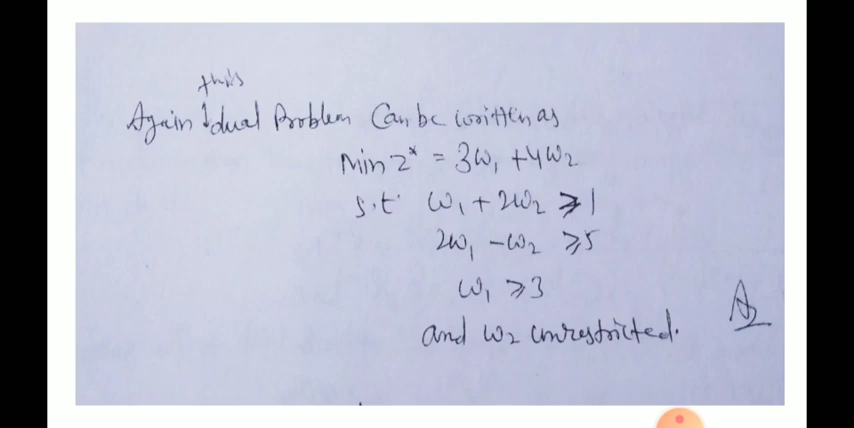 this
Again dual Problem Can be written as
Min Z* = 3w₁ + 4w₂
s.t. w₁ + 2w₂ ≥ 1
2w₁ - w₂ ≥ 5
w₁ ≥ 3
and w₂ unrestricted.